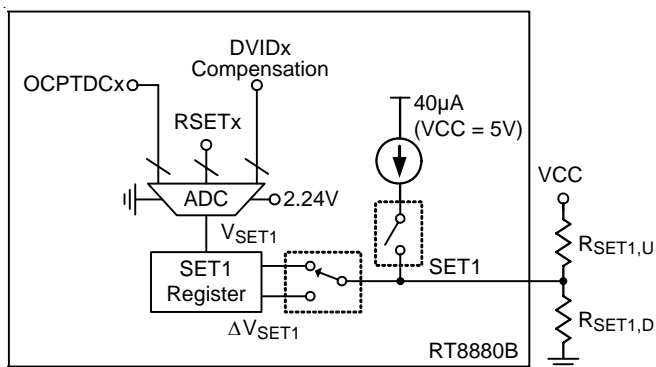 DVIDx
Compensation
OCPTDCx
RSETx
40µA
(VCC = 5V)
VCC
ADC
2.24V
VSET1
RSET1,U
SET1
Register
SET1
RSET1,D
ΔVSET1
RT8880B